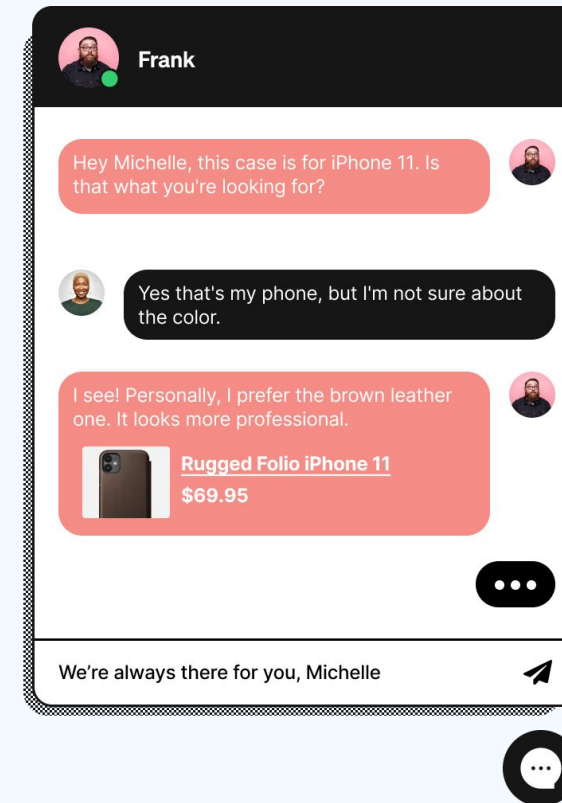 Frank
Hey Michelle, this case is for iPhone 11. Is
that what you're looking for?
Yes that's my phone, but I'm not sure about
the color.
I see! Personally, I prefer the brown leather
one. It looks more professional.
Rugged Folio iPhone 11
$69.95
We’re always there for you, Michelle